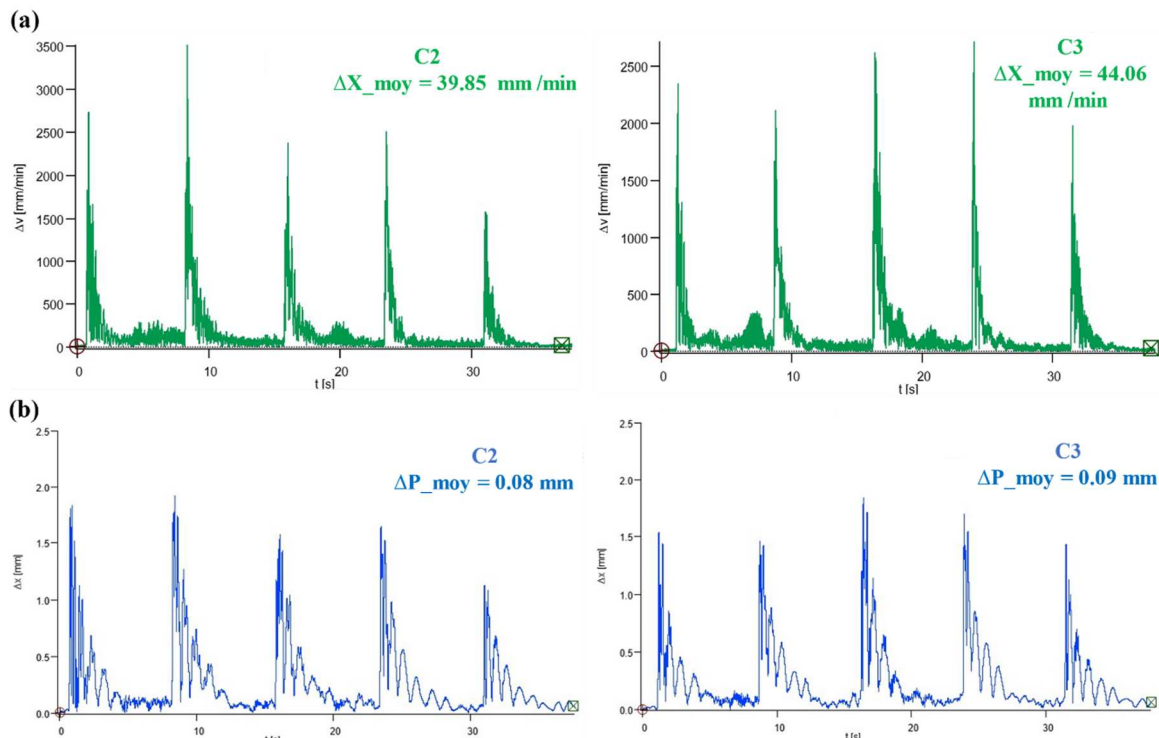 (a)
C2
ΔX_moy = 39.85 mm /min
Δv [mm/min]
3500
3000
2500
2000
1500
1000
500
0
0 10 20 30
t [s]
C3
ΔX_moy = 44.06
mm /min
Δv [mm/min]
2500
2000
1500
1000
500
0
0 10 20 30
t [s]
(b)
C2
ΔP_moy = 0.08 mm
Δx [mm]
2.5
2.0
1.5
1.0
0.5
0.0
0 10 20 30
t [s]
C3
ΔP_moy = 0.09 mm
Δx [mm]
2.5
2.0
1.5
1.0
0.5
0.0
0 10 20 30
t [s]